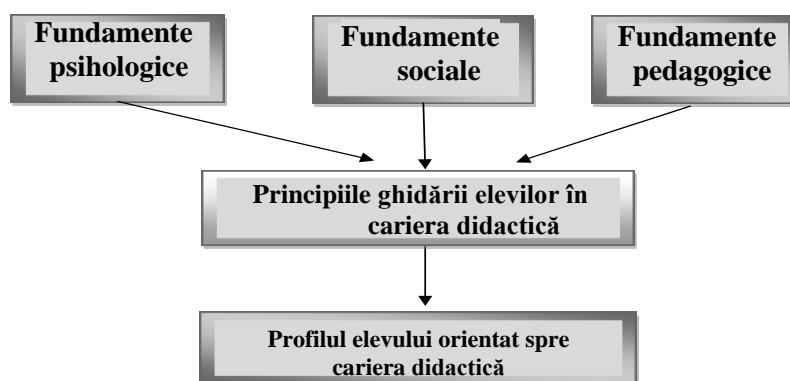 Fundamente
psihologice
Fundamente
sociale
Fundamente
pedagogice
Principiile ghidării elevilor în
cariera didactică
Profilul elevului orientat spre
cariera didactică